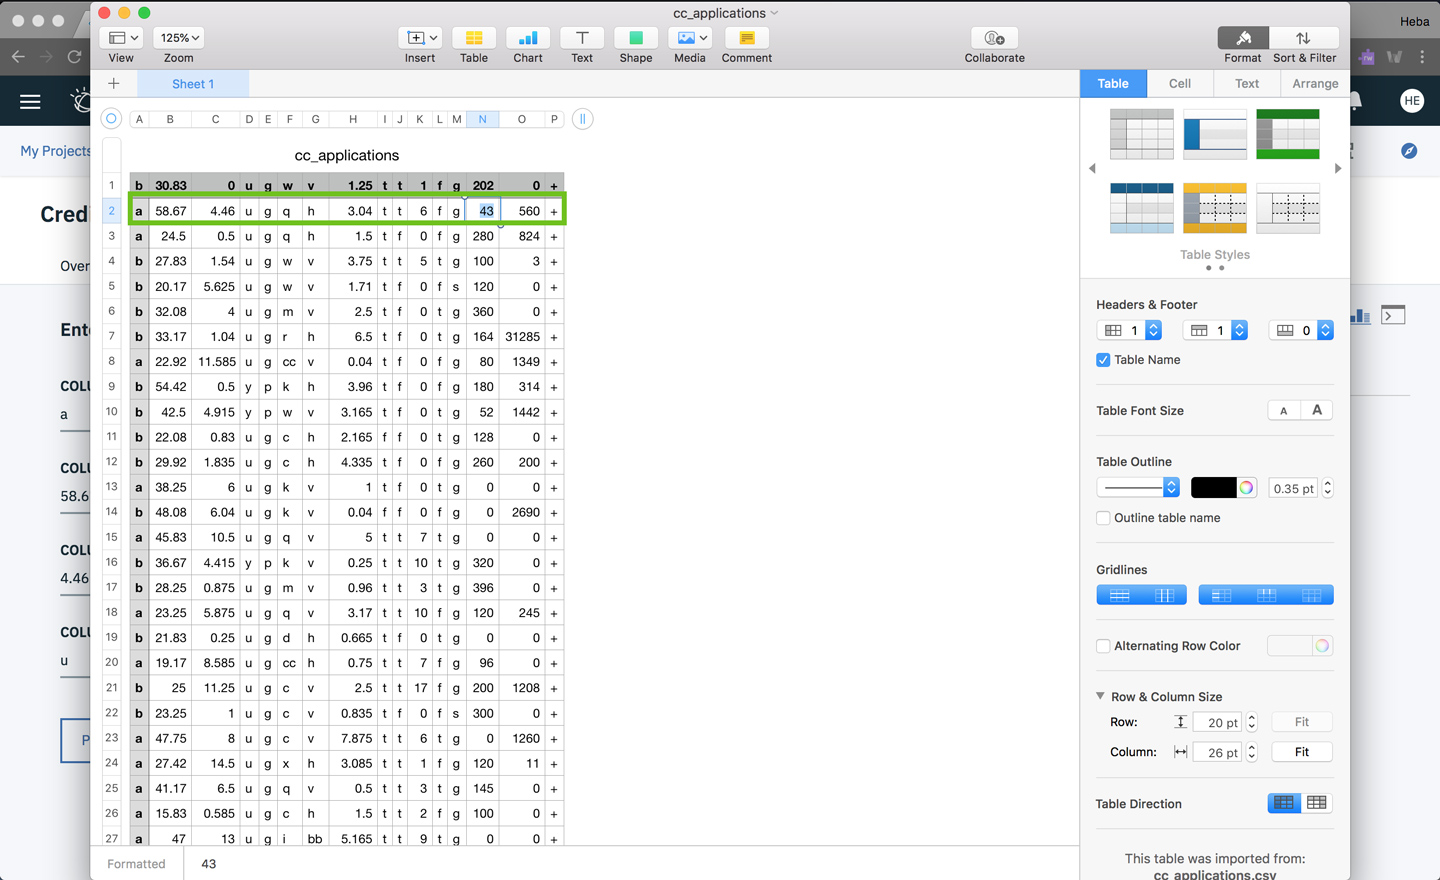 cc_applications
Heba
View
125%
Zoom
Insert
Table
Chart
Text
Shape
Media
Comment
Collaborate
Format
Sort & Filter
Sheet 1
Table
Cell
Text
Arrange
HE
My Projects
A B C D E F G H I J K L M N O P
cc_applications
1 b 30.83 0 u g w v 1.25 t t 1 f g 202 0 +
2 a 58.67 4.46 u g q h 3.04 t t 6 f g 43 560 +
3 a 24.5 0.5 u g q h 1.5 t f 0 f g 280 824 +
4 b 27.83 1.54 u g w v 3.75 t t 5 t g 100 3 +
5 b 20.17 5.625 u g w v 1.71 t f 0 f s 120 0 +
6 b 32.08 4 u g m v 2.5 t f 0 t g 360 0 +
7 b 33.17 1.04 u g r h 6.5 t f 0 t g 164 31285 +
8 a 22.92 11.585 u g cc v 0.04 t f 0 f g 80 1349 +
9 b 54.42 0.5 y p k h 3.96 t f 0 f g 180 314 +
10 b 42.5 4.915 y p w v 3.165 t f 0 t g 52 1442 +
11 b 22.08 0.83 u g c h 2.165 f f 0 t g 128 0 +
12 b 29.92 1.835 u g c h 4.335 t f 0 f g 260 200 +
13 a 38.25 6 u g k v 1 t f 0 t g 0 0 +
14 b 48.08 6.04 u g k v 0.04 f f 0 f g 0 2690 +
15 a 45.83 10.5 u g q v 5 t t 7 t g 0 0 +
16 b 36.67 4.415 y p k v 0.25 t t 10 t g 320 0 +
17 b 28.25 0.875 u g m v 0.96 t t 3 t g 396 0 +
18 a 23.25 5.875 u g q v 3.17 t t 10 f g 120 245 +
19 b 21.83 0.25 u g d h 0.665 t f 0 t g 0 0 +
20 a 19.17 8.585 u g cc h 0.75 t t 7 f g 96 0 +
21 b 25 11.25 u g c v 2.5 t t 17 f g 200 1208 +
22 b 23.25 1 u g c v 0.835 t f 0 f s 300 0 +
23 a 47.75 8 u g c v 7.875 t t 6 t g 0 1260 +
24 a 27.42 14.5 u g x h 3.085 t t 1 f g 120 11 +
25 a 41.17 6.5 u g q v 0.5 t t 3 t g 145 0 +
26 a 15.83 0.585 u g c h 1.5 t t 2 f g 100 0 +
27 a 47 13 u g i bb 5.165 t t 9 t g 0 0 +
Formatted
43
Credi
Over
Ente
COLU
a
COLU
58.6
COLU
4.46
COLU
u
P
Table Styles
Headers & Footer
1
1
0
Table Name
Table Font Size
A
A
Table Outline
0.35 pt
Outline table name
Gridlines
Alternating Row Color
Row & Column Size
Row:
20 pt
Fit
Column:
26 pt
Fit
Table Direction
This table was imported from:
cc_applications.csv